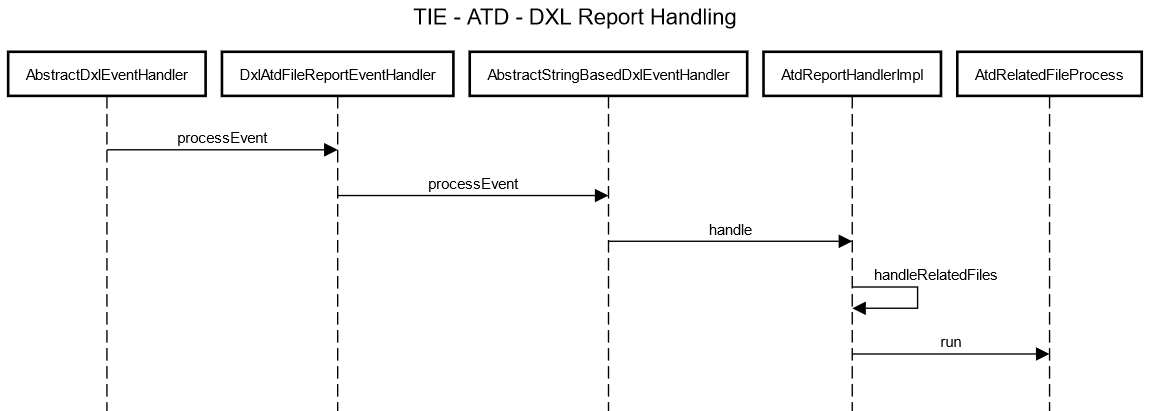 TIE - ATD - DXL Report Handling
AbstractDxlEventHandler
DxlAtdFileReportEventHandler
AbstractStringBasedDxlEventHandler
AtdReportHandlerImpl
AtdRelatedFileProcess
processEvent
processEvent
handle
handleRelatedFiles
run